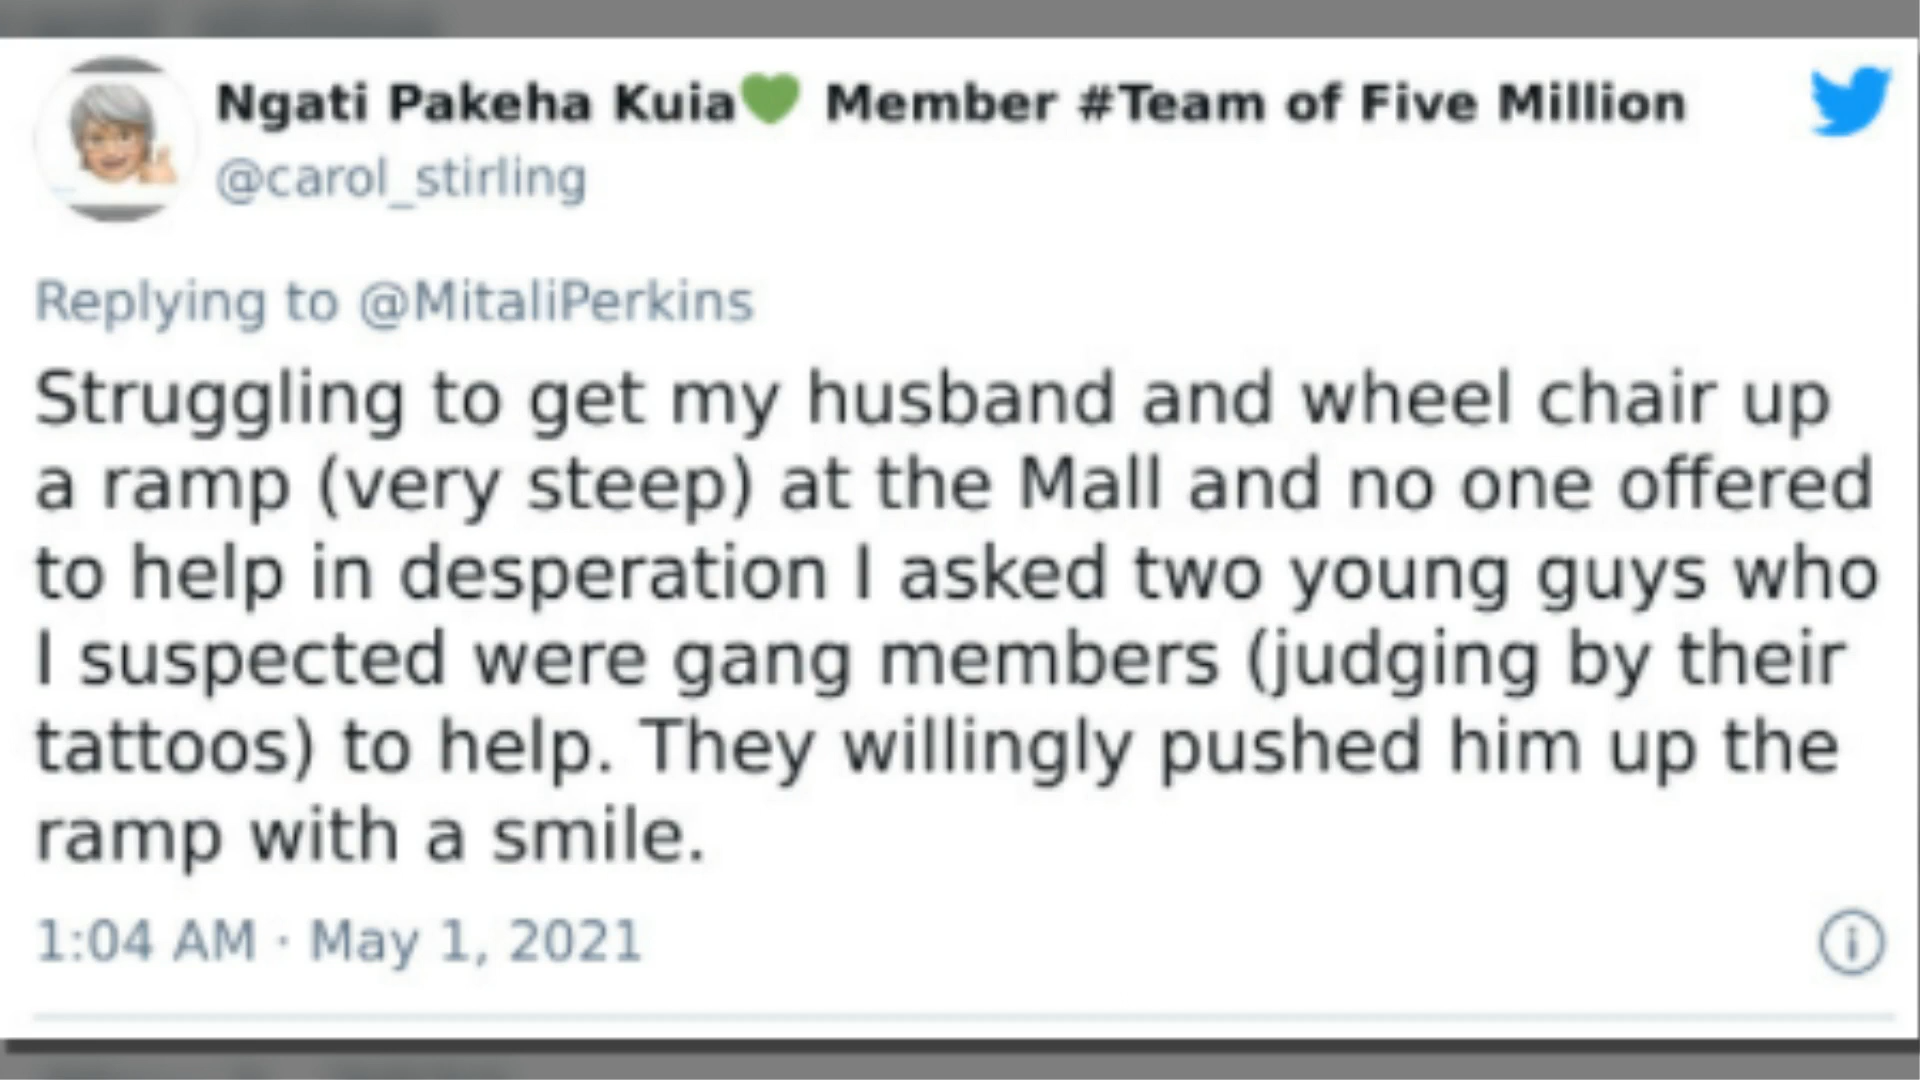 Ngati Pakeha Kuia💚 Member #Team of Five Million
@carol_stirling
Replying to @MitaliPerkins
Struggling to get my husband and wheel chair up
a ramp (very steep) at the Mall and no one offered
to help in desperation I asked two young guys who
I suspected were gang members (judging by their
tattoos) to help. They willingly pushed him up the
ramp with a smile.
1:04 AM · May 1, 2021